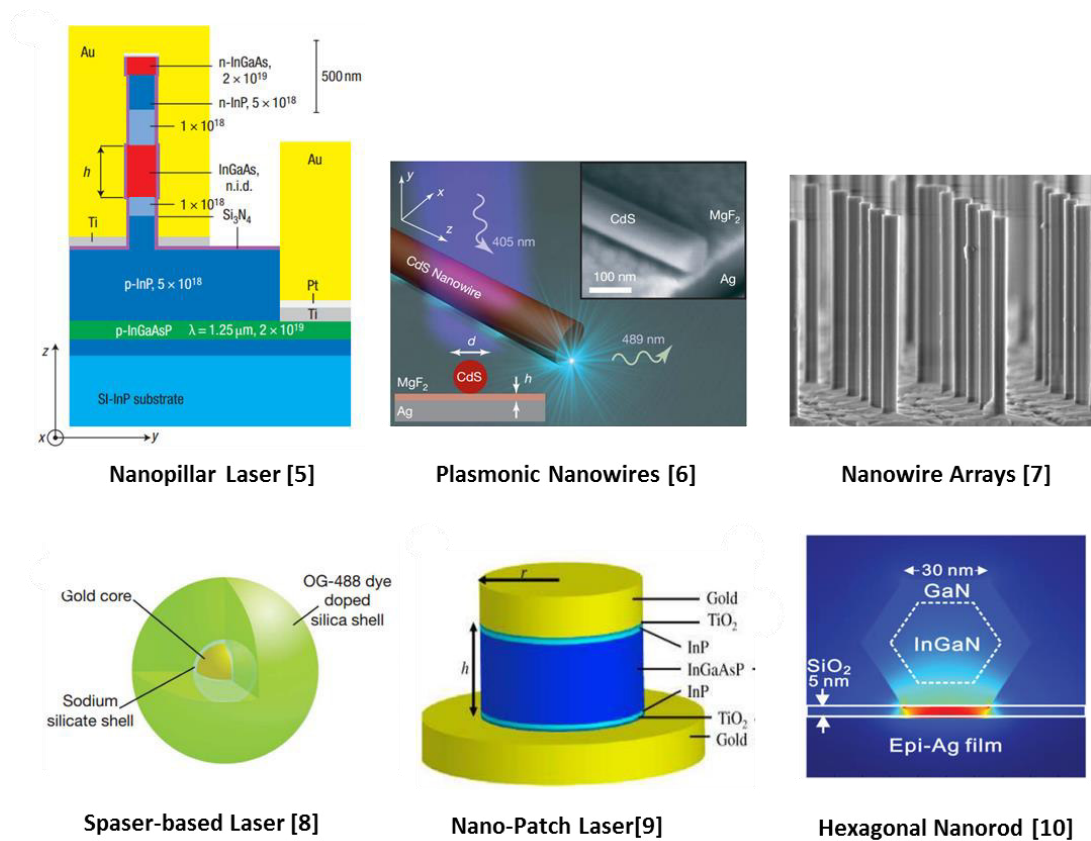 Au
n-InGaAs,
2 × 10¹⁹
500 nm
n-InP, 5 × 10¹⁸
1 × 10¹⁸
h
InGaAs,
n.i.d.
Au
1 × 10¹⁸
Si₃N₄
Ti
p-InP, 5 × 10¹⁸
Pt
Ti
p-InGaAsP λ = 1.25 μm, 2 × 10¹⁹
z
SI-InP substrate
x
y
Nanopillar Laser [5]
y
x
z
405 nm
CdS
MgF₂
100 nm
Ag
CdS Nanowire
489 nm
d
CdS
h
MgF₂
Ag
Plasmonic Nanowires [6]
Nanowire Arrays [7]
Gold core
OG-488 dye
doped
silica shell
Sodium
silicate shell
Spaser-based Laser [8]
r
h
Gold
TiO₂
InP
InGaAsP
InP
TiO₂
Gold
Nano-Patch Laser[9]
30 nm
GaN
InGaN
SiO₂
5 nm
Epi-Ag film
Hexagonal Nanorod [10]